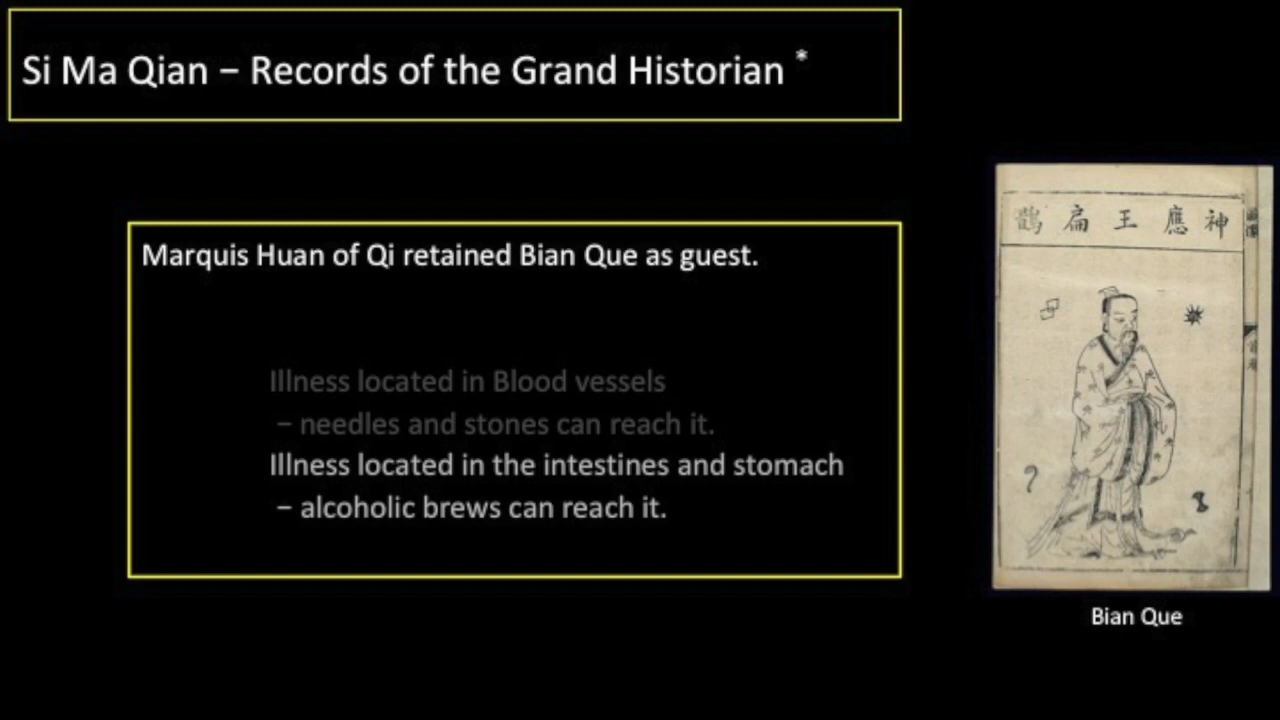 Si Ma Qian – Records of the Grand Historian *
Marquis Huan of Qi retained Bian Que as guest.
Illness located in Blood vessels
– needles and stones can reach it.
Illness located in the intestines and stomach
– alcoholic brews can reach it.
鵲 扁 王 應 神
Bian Que